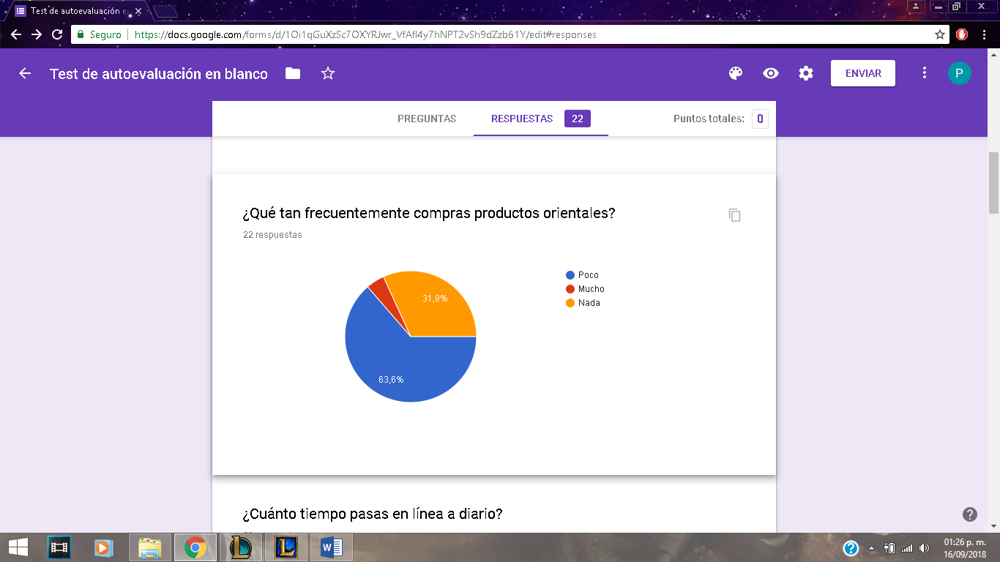 Test de autoevaluación e
Seguro
https://docs.google.com/forms/d/1Oi1qGuXzSc7OXYRJwr_VfAfl4y7hNPT2vSh9dZzb61Y/edit#responses
Test de autoevaluación en blanco
ENVIAR
P
PREGUNTAS
RESPUESTAS 22
Puntos totales: 0
¿Qué tan frecuentemente compras productos orientales?
22 respuestas
Poco
Mucho
Nada
31,8%
63,6%
¿Cuánto tiempo pasas en línea a diario?
01:26 p. m.
16/09/2018